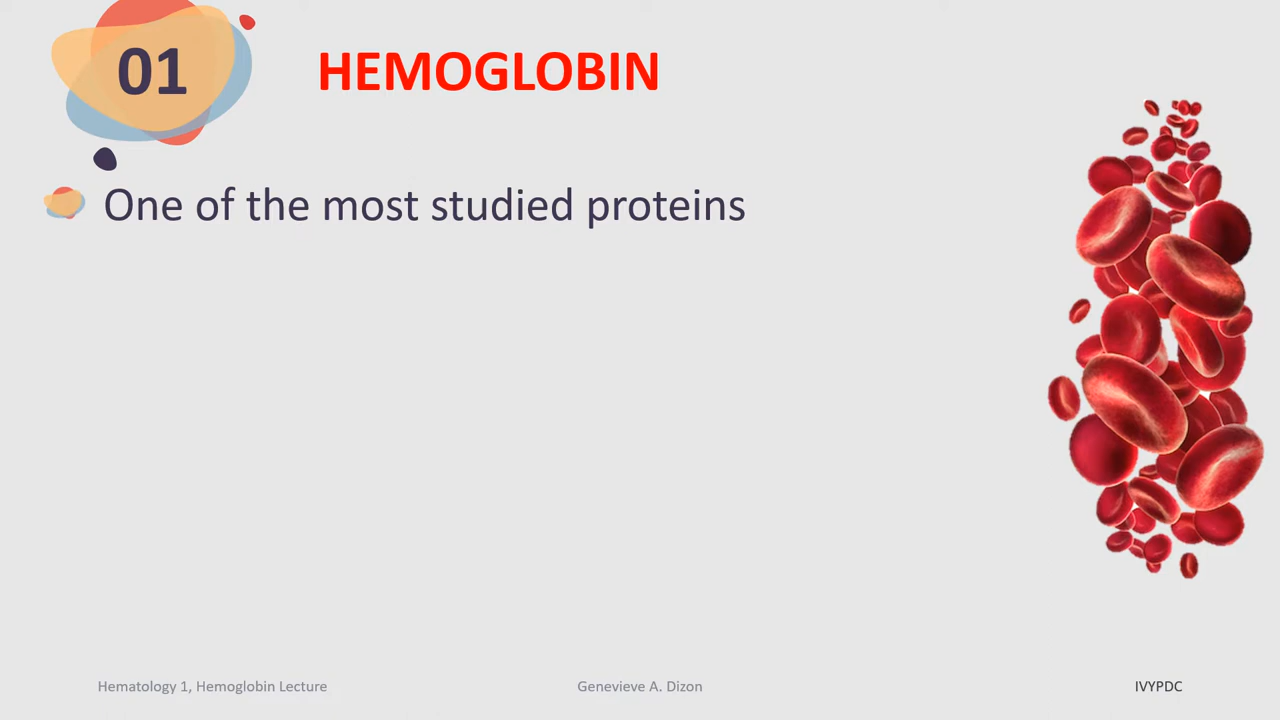 01
HEMOGLOBIN
One of the most studied proteins
Hematology 1, Hemoglobin Lecture
Genevieve A. Dizon
IVYPDC